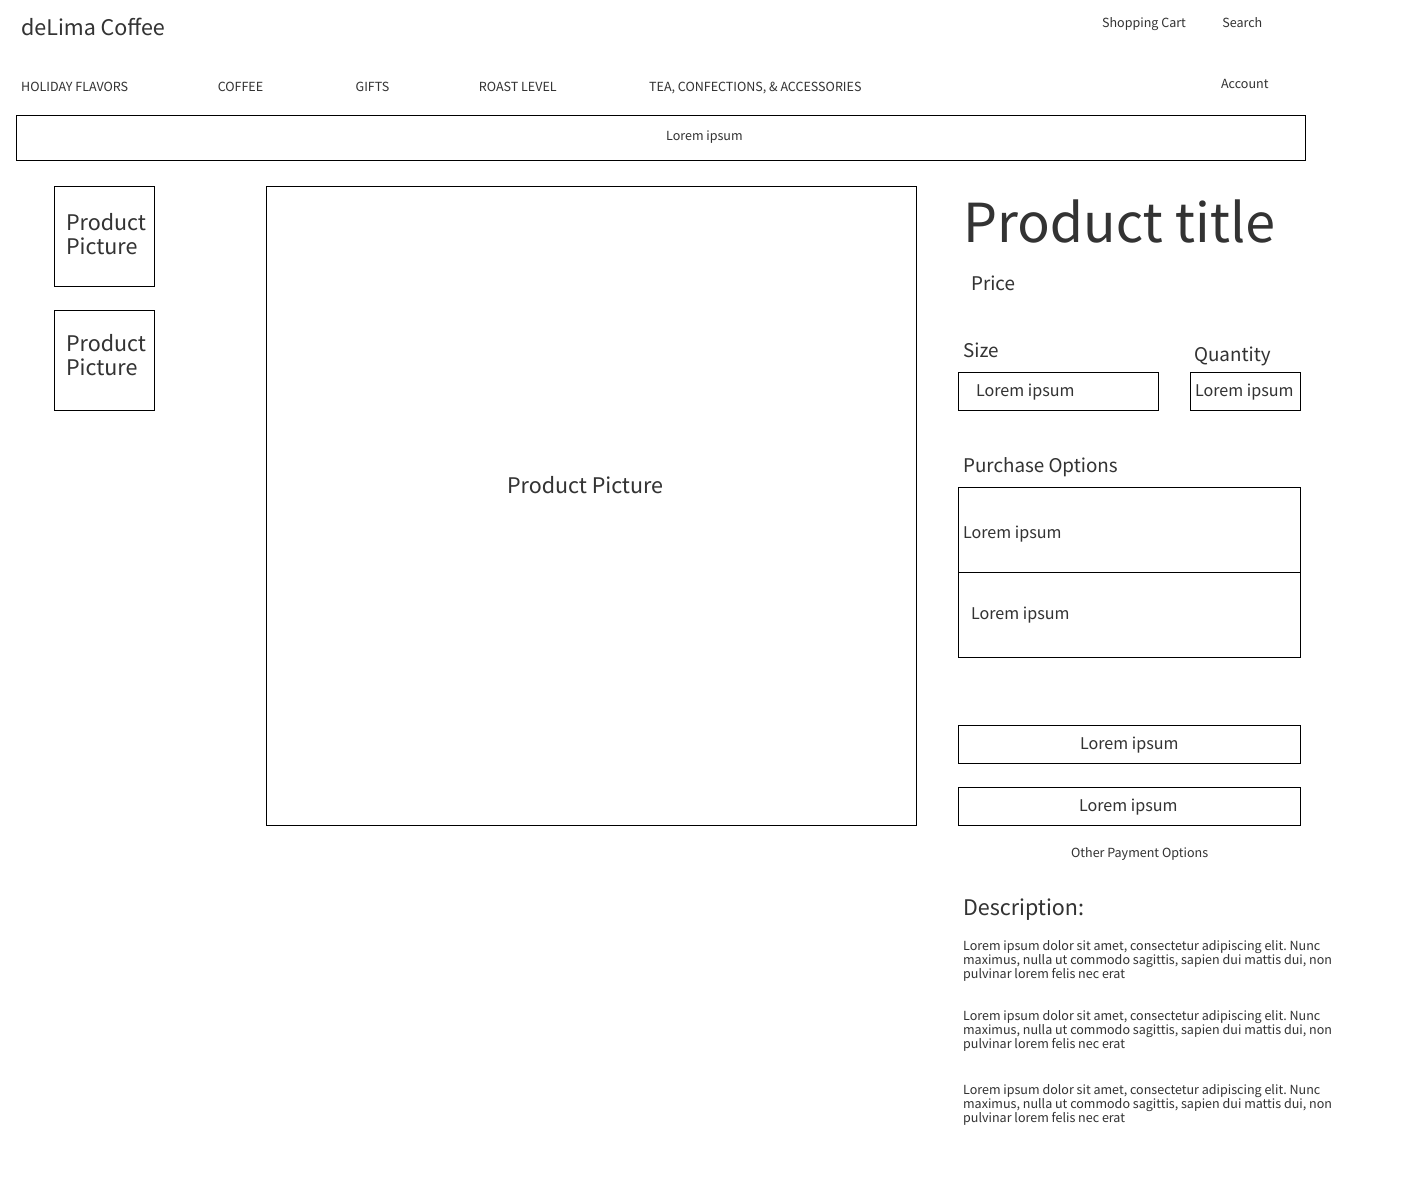 deLima Coffee
Shopping Cart
Search
HOLIDAY FLAVORS
COFFEE
GIFTS
ROAST LEVEL
TEA, CONFECTIONS, & ACCESSORIES
Account
Lorem ipsum
Product
Picture
Product
Picture
Product Picture
Product title
Price
Size
Quantity
Lorem ipsum
Lorem ipsum
Purchase Options
Lorem ipsum
Lorem ipsum
Lorem ipsum
Lorem ipsum
Other Payment Options
Description:
Lorem ipsum dolor sit amet, consectetur adipiscing elit. Nunc
maximus, nulla ut commodo sagittis, sapien dui mattis dui, non
pulvinar lorem felis nec erat
Lorem ipsum dolor sit amet, consectetur adipiscing elit. Nunc
maximus, nulla ut commodo sagittis, sapien dui mattis dui, non
pulvinar lorem felis nec erat
Lorem ipsum dolor sit amet, consectetur adipiscing elit. Nunc
maximus, nulla ut commodo sagittis, sapien dui mattis dui, non
pulvinar lorem felis nec erat